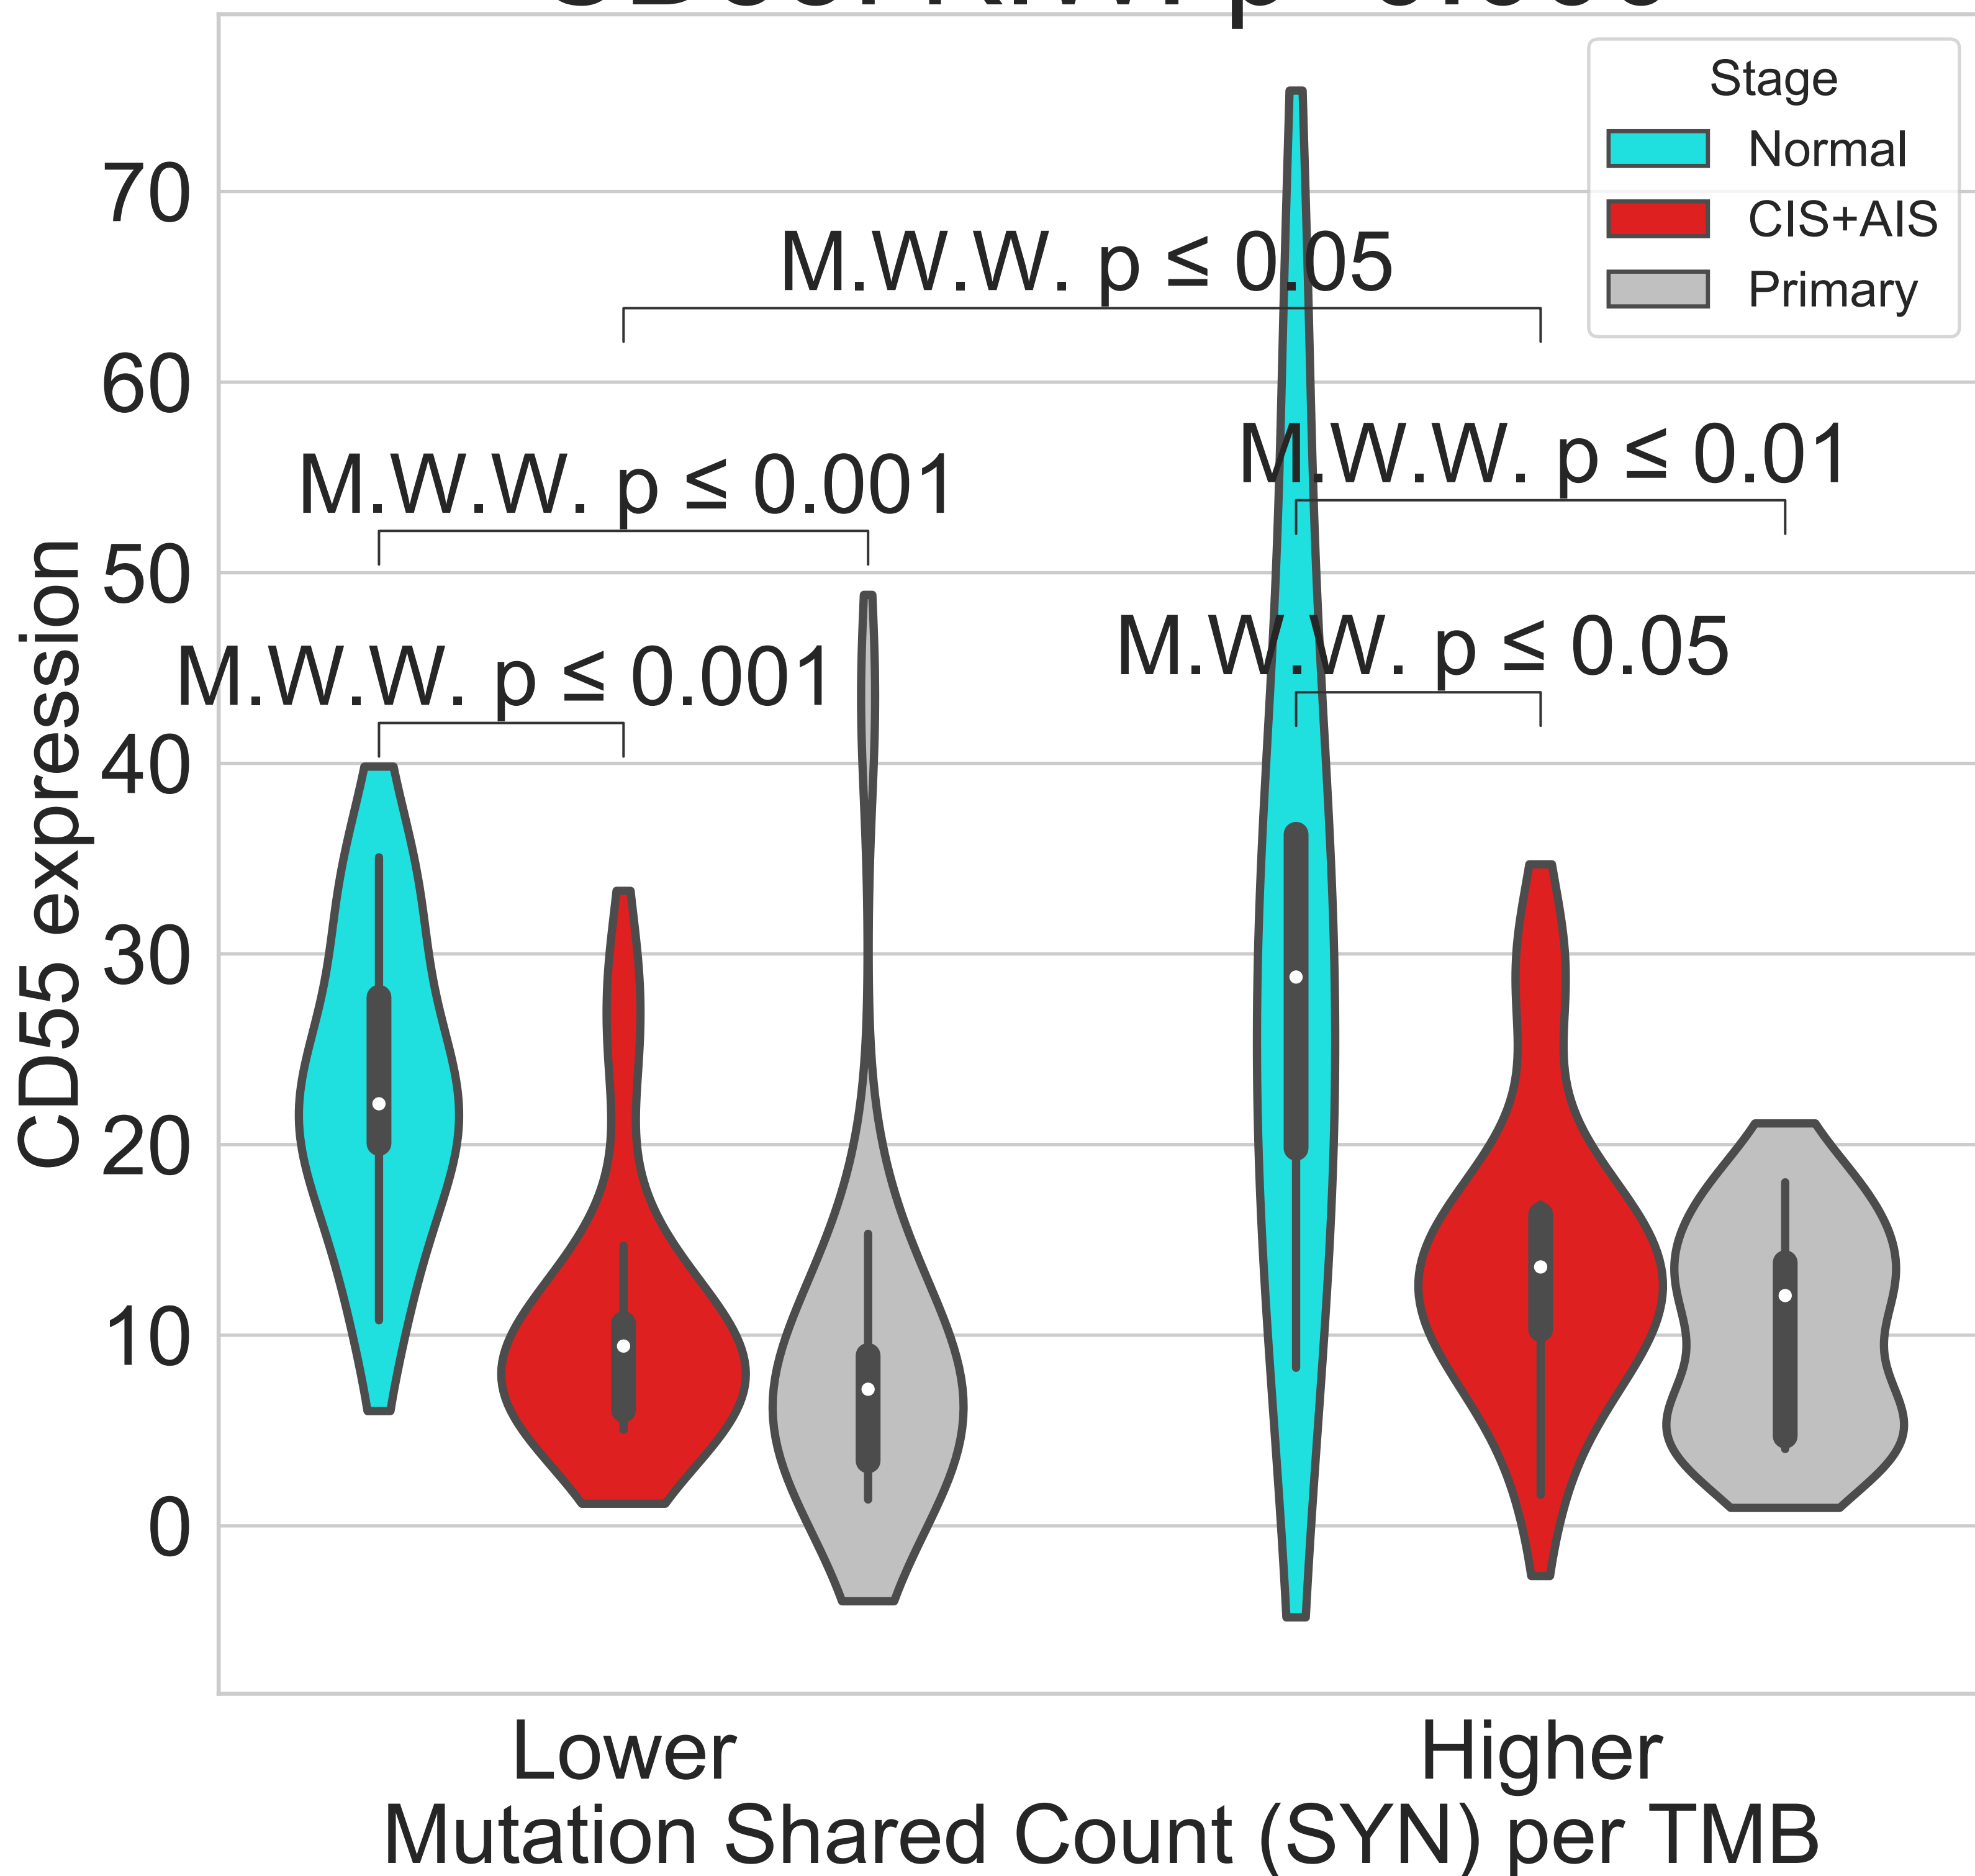 Stage
Normal
CIS+AIS
Primary
70
60
50
40
30
20
10
0
CD55 expression
M.W.W. p ≤ 0.05
M.W.W. p ≤ 0.001
M.W.W. p ≤ 0.01
M.W.W. p ≤ 0.001
M.W.W. p ≤ 0.05
Lower
Higher
Mutation Shared Count (SYN) per TMB